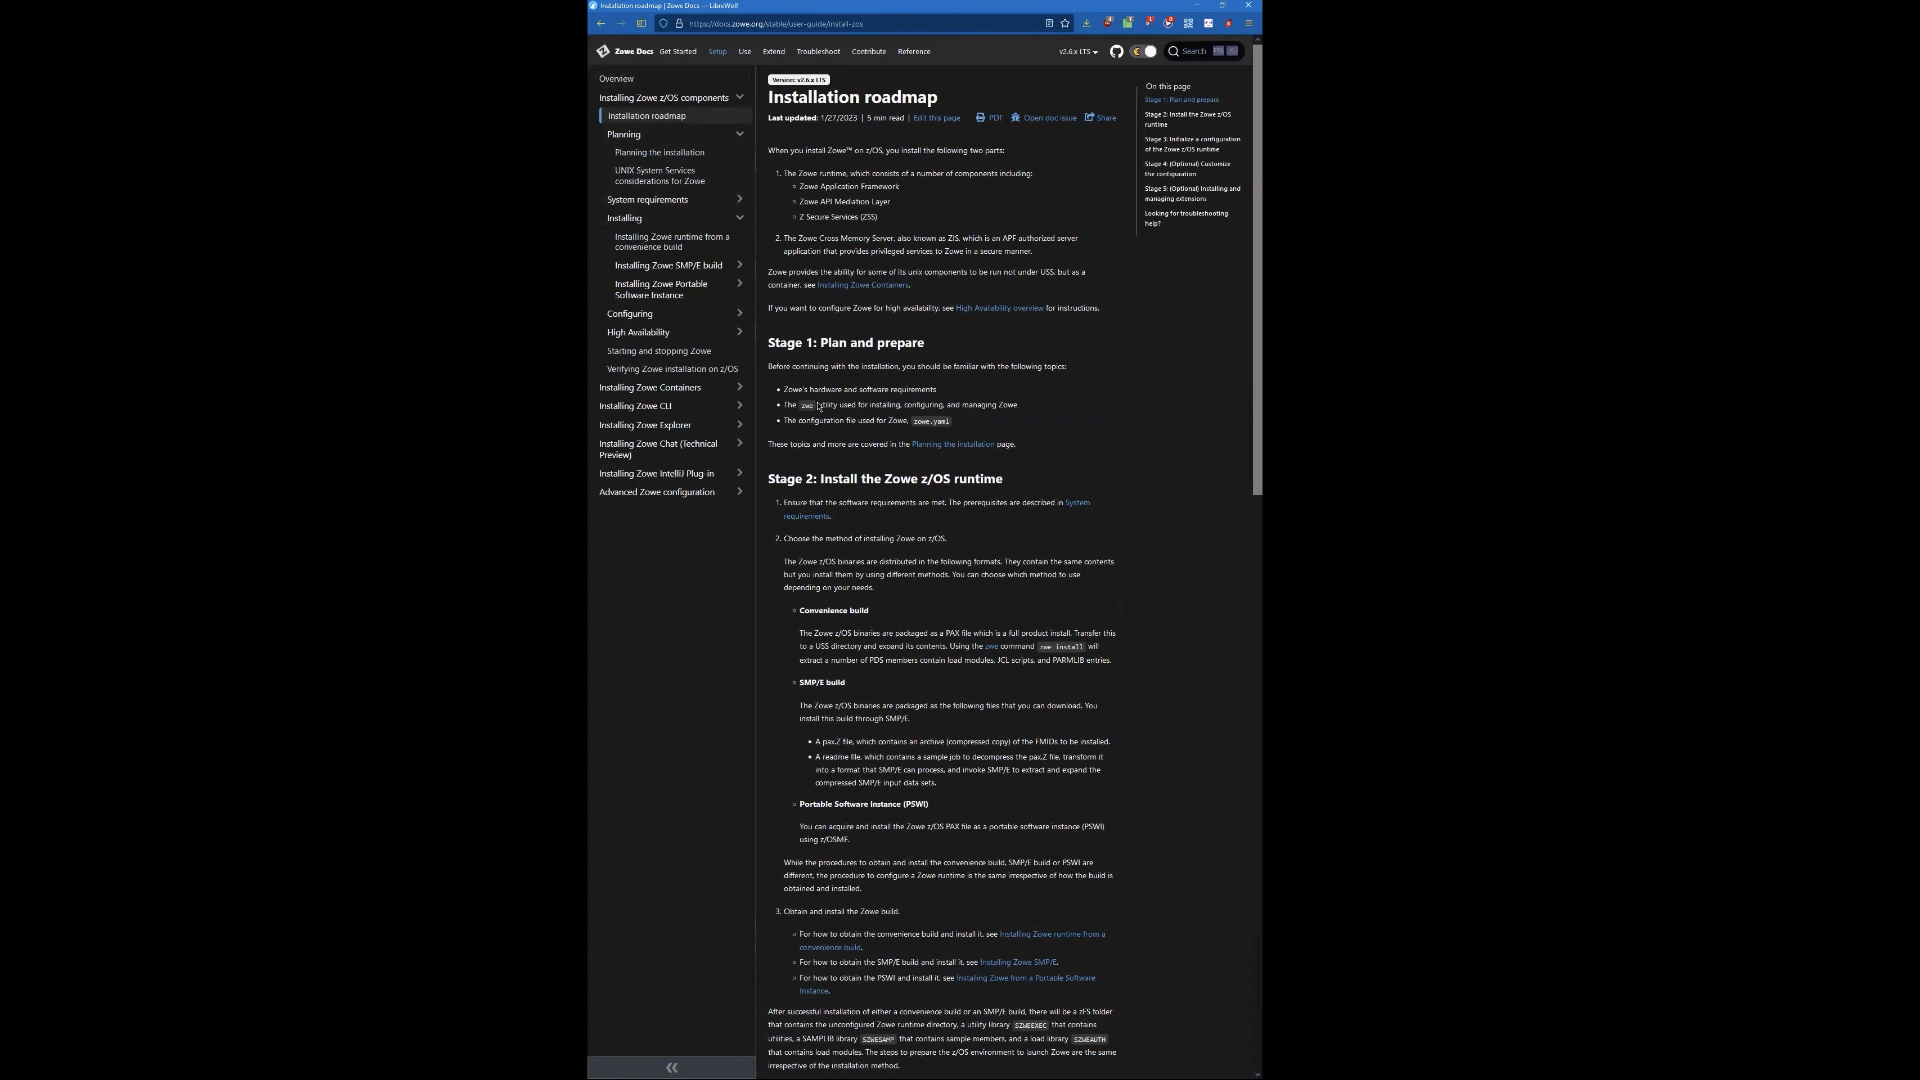 Installation roadmap | Zowe Docs — LibreWolf
https://docs.zowe.org/stable/user-guide/install-zos
Zowe Docs Get Started Setup Use Extend Troubleshoot Contribute Reference v2.6.x LTS Search
Overview
Installing Zowe z/OS components
Installation roadmap
Planning
Planning the installation
UNIX System Services
considerations for Zowe
System requirements
Installing
Installing Zowe runtime from a
convenience build
Installing Zowe SMP/E build
Installing Zowe Portable
Software Instance
Configuring
High Availability
Starting and stopping Zowe
Verifying Zowe installation on z/OS
Installing Zowe Containers
Installing Zowe CLI
Installing Zowe Explorer
Installing Zowe Chat (Technical
Preview)
Installing Zowe IntelliJ Plug-in
Advanced Zowe configuration
Version: v2.6.x LTS
Installation roadmap
Last updated: 1/27/2023 | 5 min read | Edit this page PDF Open doc issue Share
When you install Zowe™ on z/OS, you install the following two parts:
1. The Zowe runtime, which consists of a number of components including:
Zowe Application Framework
Zowe API Mediation Layer
Z Secure Services (ZSS)
2. The Zowe Cross Memory Server, also known as ZIS, which is an APF authorized server
application that provides privileged services to Zowe in a secure manner.
Zowe provides the ability for some of its unix components to be run not under USS, but as a
container, see Installing Zowe Containers.
If you want to configure Zowe for high availability, see High Availability overview for instructions.
Stage 1: Plan and prepare
Before continuing with the installation, you should be familiar with the following topics:
• Zowe's hardware and software requirements
• The zwe utility used for installing, configuring, and managing Zowe
• The configuration file used for Zowe, zowe.yaml
These topics and more are covered in the Planning the installation page.
Stage 2: Install the Zowe z/OS runtime
1. Ensure that the software requirements are met. The prerequisites are described in System
requirements.
2. Choose the method of installing Zowe on z/OS.
The Zowe z/OS binaries are distributed in the following formats. They contain the same contents
but you install them by using different methods. You can choose which method to use
depending on your needs.
Convenience build
The Zowe z/OS binaries are packaged as a PAX file which is a full product install. Transfer this
to a USS directory and expand its contents. Using the zwe command zwe install will
extract a number of PDS members contain load modules, JCL scripts, and PARMLIB entries.
SMP/E build
The Zowe z/OS binaries are packaged as the following files that you can download. You
install this build through SMP/E.
A pax.Z file, which contains an archive (compressed copy) of the FMIDs to be installed.
A readme file, which contains a sample job to decompress the pax.Z file, transform it
into a format that SMP/E can process, and invoke SMP/E to extract and expand the
compressed SMP/E input data sets.
Portable Software Instance (PSWI)
You can acquire and install the Zowe z/OS PAX file as a portable software instance (PSWI)
using z/OSMF.
While the procedures to obtain and install the convenience build, SMP/E build or PSWI are
different, the procedure to configure a Zowe runtime is the same irrespective of how the build is
obtained and installed.
3. Obtain and install the Zowe build.
For how to obtain the convenience build and install it, see Installing Zowe runtime from a
convenience build.
For how to obtain the SMP/E build and install it, see Installing Zowe SMP/E.
For how to obtain the PSWI and install it, see Installing Zowe from a Portable Software
Instance.
After successful installation of either a convenience build or an SMP/E build, there will be a zFS folder
that contains the unconfigured Zowe runtime directory, a utility library SZWEEXEC that contains
utilities, a SAMPLIB library SZWESAMP that contains sample members, and a load library SZWEAUTH
that contains load modules. The steps to prepare the z/OS environment to launch Zowe are the same
irrespective of the installation method.
On this page
Stage 1: Plan and prepare
Stage 2: Install the Zowe z/OS
runtime
Stage 3: Initialize a configuration
of the Zowe z/OS runtime
Stage 4: (Optional) Customize
the configuration
Stage 5: (Optional) Installing and
managing extensions
Looking for troubleshooting
help?